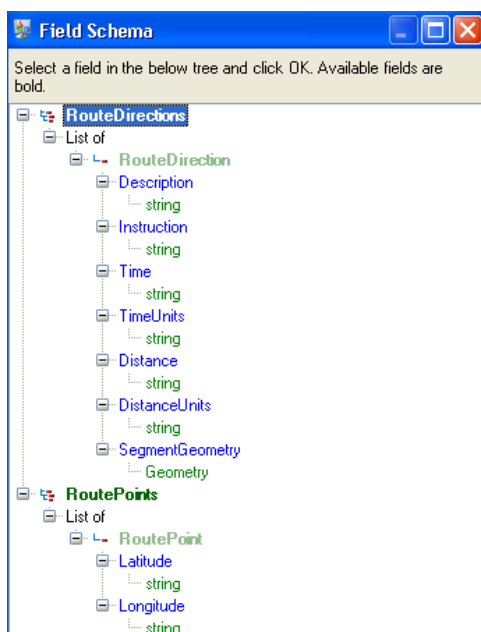 Field Schema
Select a field in the below tree and click OK. Available fields are
bold.
RouteDirections
List of
RouteDirection
Description
string
Instruction
string
Time
string
TimeUnits
string
Distance
string
DistanceUnits
string
SegmentGeometry
Geometry
RoutePoints
List of
RoutePoint
Latitude
string
Longitude
string